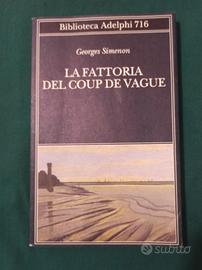 Biblioteca Adelphi 716
Georges Simenon
LA FATTORIA
DEL COUP DE VAGUE
subito